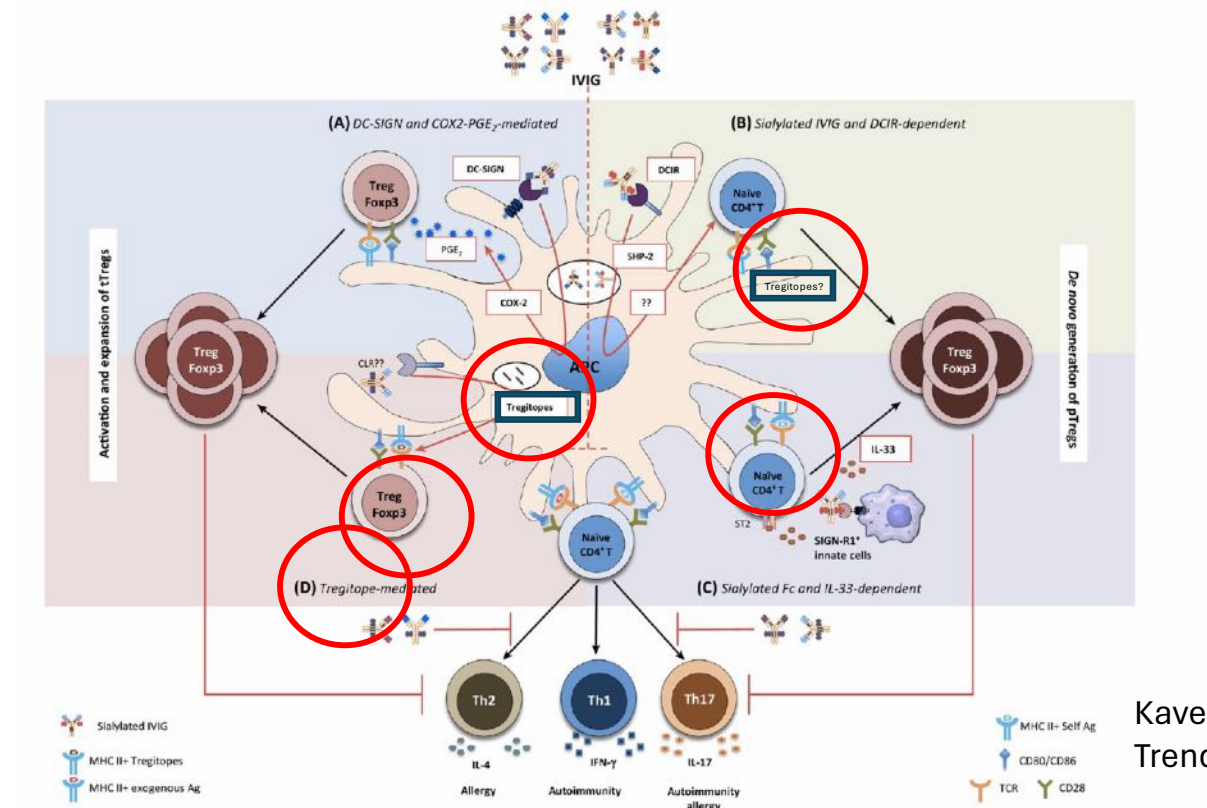 IVIG
(A) DC-SIGN and COX2-PGE₂-mediated
(B) Sialylated IVIG and DCIR-dependent
Treg
Foxp3
DC-SIGN
DCIR
Naïve
CD4⁺T
PGE₂
SHP-2
Tregitopes?
COX-2
??
Activation and expansion of tTregs
Treg
Foxp3
CLR??
APC
Tregitopes
Treg
Foxp3
De novo generation of pTregs
IL-33
Naïve
CD4⁺ T
ST2
SIGN-R1⁺
innate cells
Treg
Foxp3
Naïve
CD4⁺ T
(D) Tregitope-mediated
(C) Sialylated Fc and IL-33-dependent
Th2
Th1
Th17
IL-4
IFN-γ
IL-17
Allergy
Autoimmunity
Autoimmunity
allergy
Sialylated IVIG
MHC II+ Tregitopes
MHC II+ exogenous Ag
MHC II+ Self Ag
CD80/CD86
TCR
CD28
Kave
Trend